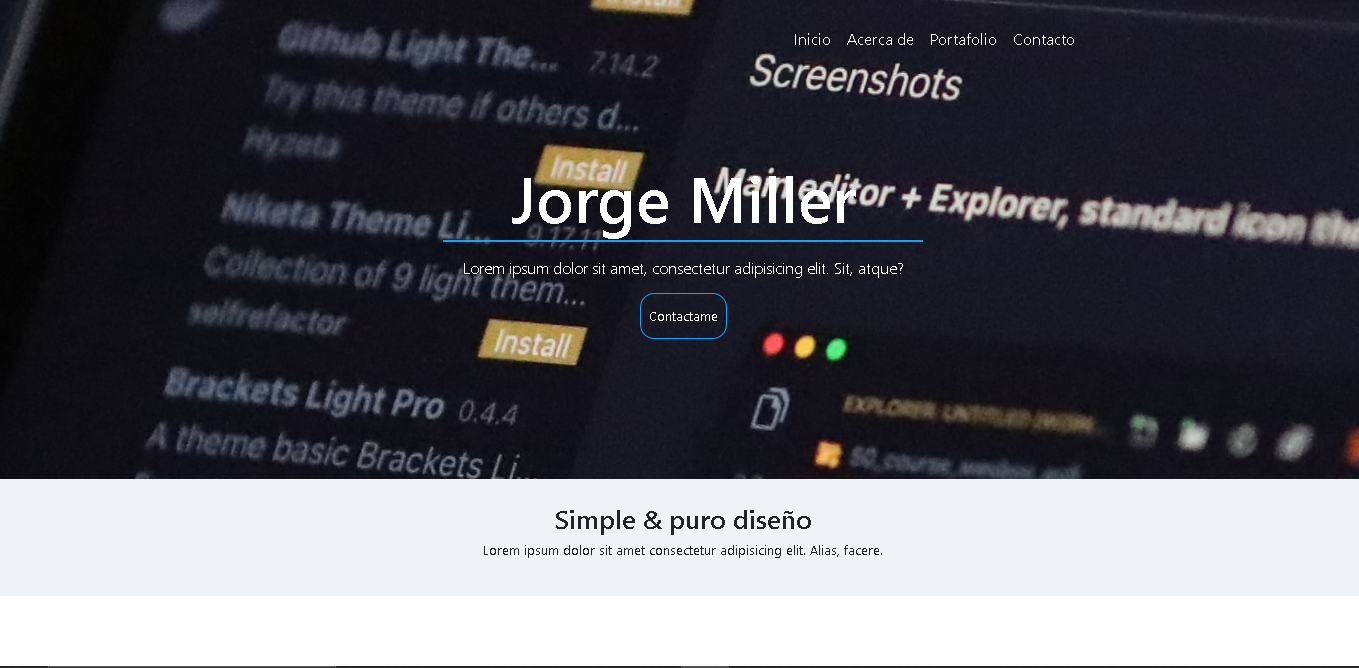 Install
Github Light The...
7.14.2
Try this theme if others d...
Hyzeta
Install
Niketa Theme Li...
9.17.11
Collection of 9 light them...
selfrefactor
Install
Brackets Light Pro 0.4.4
A theme basic Brackets Li...
Inicio Acerca de Portafolio Contacto
Screenshots
Main editor + Explorer, standard icon the
Jorge Miller
Lorem ipsum dolor sit amet, consectetur adipisicing elit. Sit, atque?
Contactame
Simple & puro diseño
Lorem ipsum dolor sit amet consectetur adipisicing elit. Alias, facere.